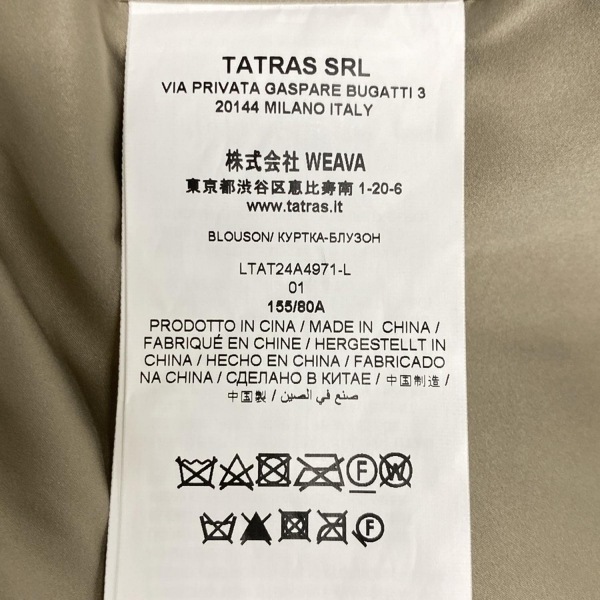 TATRAS SRL
VIA PRIVATA GASPARE BUGATTI 3
20144 MILANO ITALY
株式会社 WEAVA
東京都渋谷区恵比寿南 1-20-6
www.tatras.it
BLOUSON/ КУРТКА-БЛУЗОН
LTAT24A4971-L
01
155/80A
PRODOTTO IN CINA / MADE IN CHINA /
FABRIQUÉ EN CHINE / HERGESTELLT IN
CHINA / HECHO EN CHINA / FABRICADO
NA CHINA / СДЕЛАНО В КИТАЕ / 中国制造 /
中国製 / صنع في الصين
F W
F